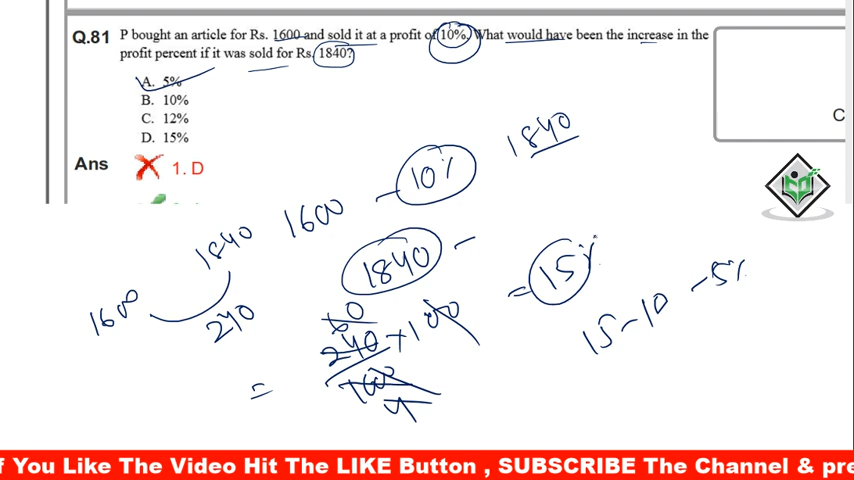 Q.81 P bought an article for Rs. 1600 and sold it at a profit of 10%. What would have been the increase in the
profit percent if it was sold for Rs. 1840?
A. 5%
B. 10%
C. 12%
D. 15%
C
Ans 1. D
1600 - 10% 1840
1840 -
1600 1840 240
= 240 × 100 = 15%
60
1600
4
15 - 10 - 5%
f You Like The Video Hit The LIKE Button , SUBSCRIBE The Channel & pre